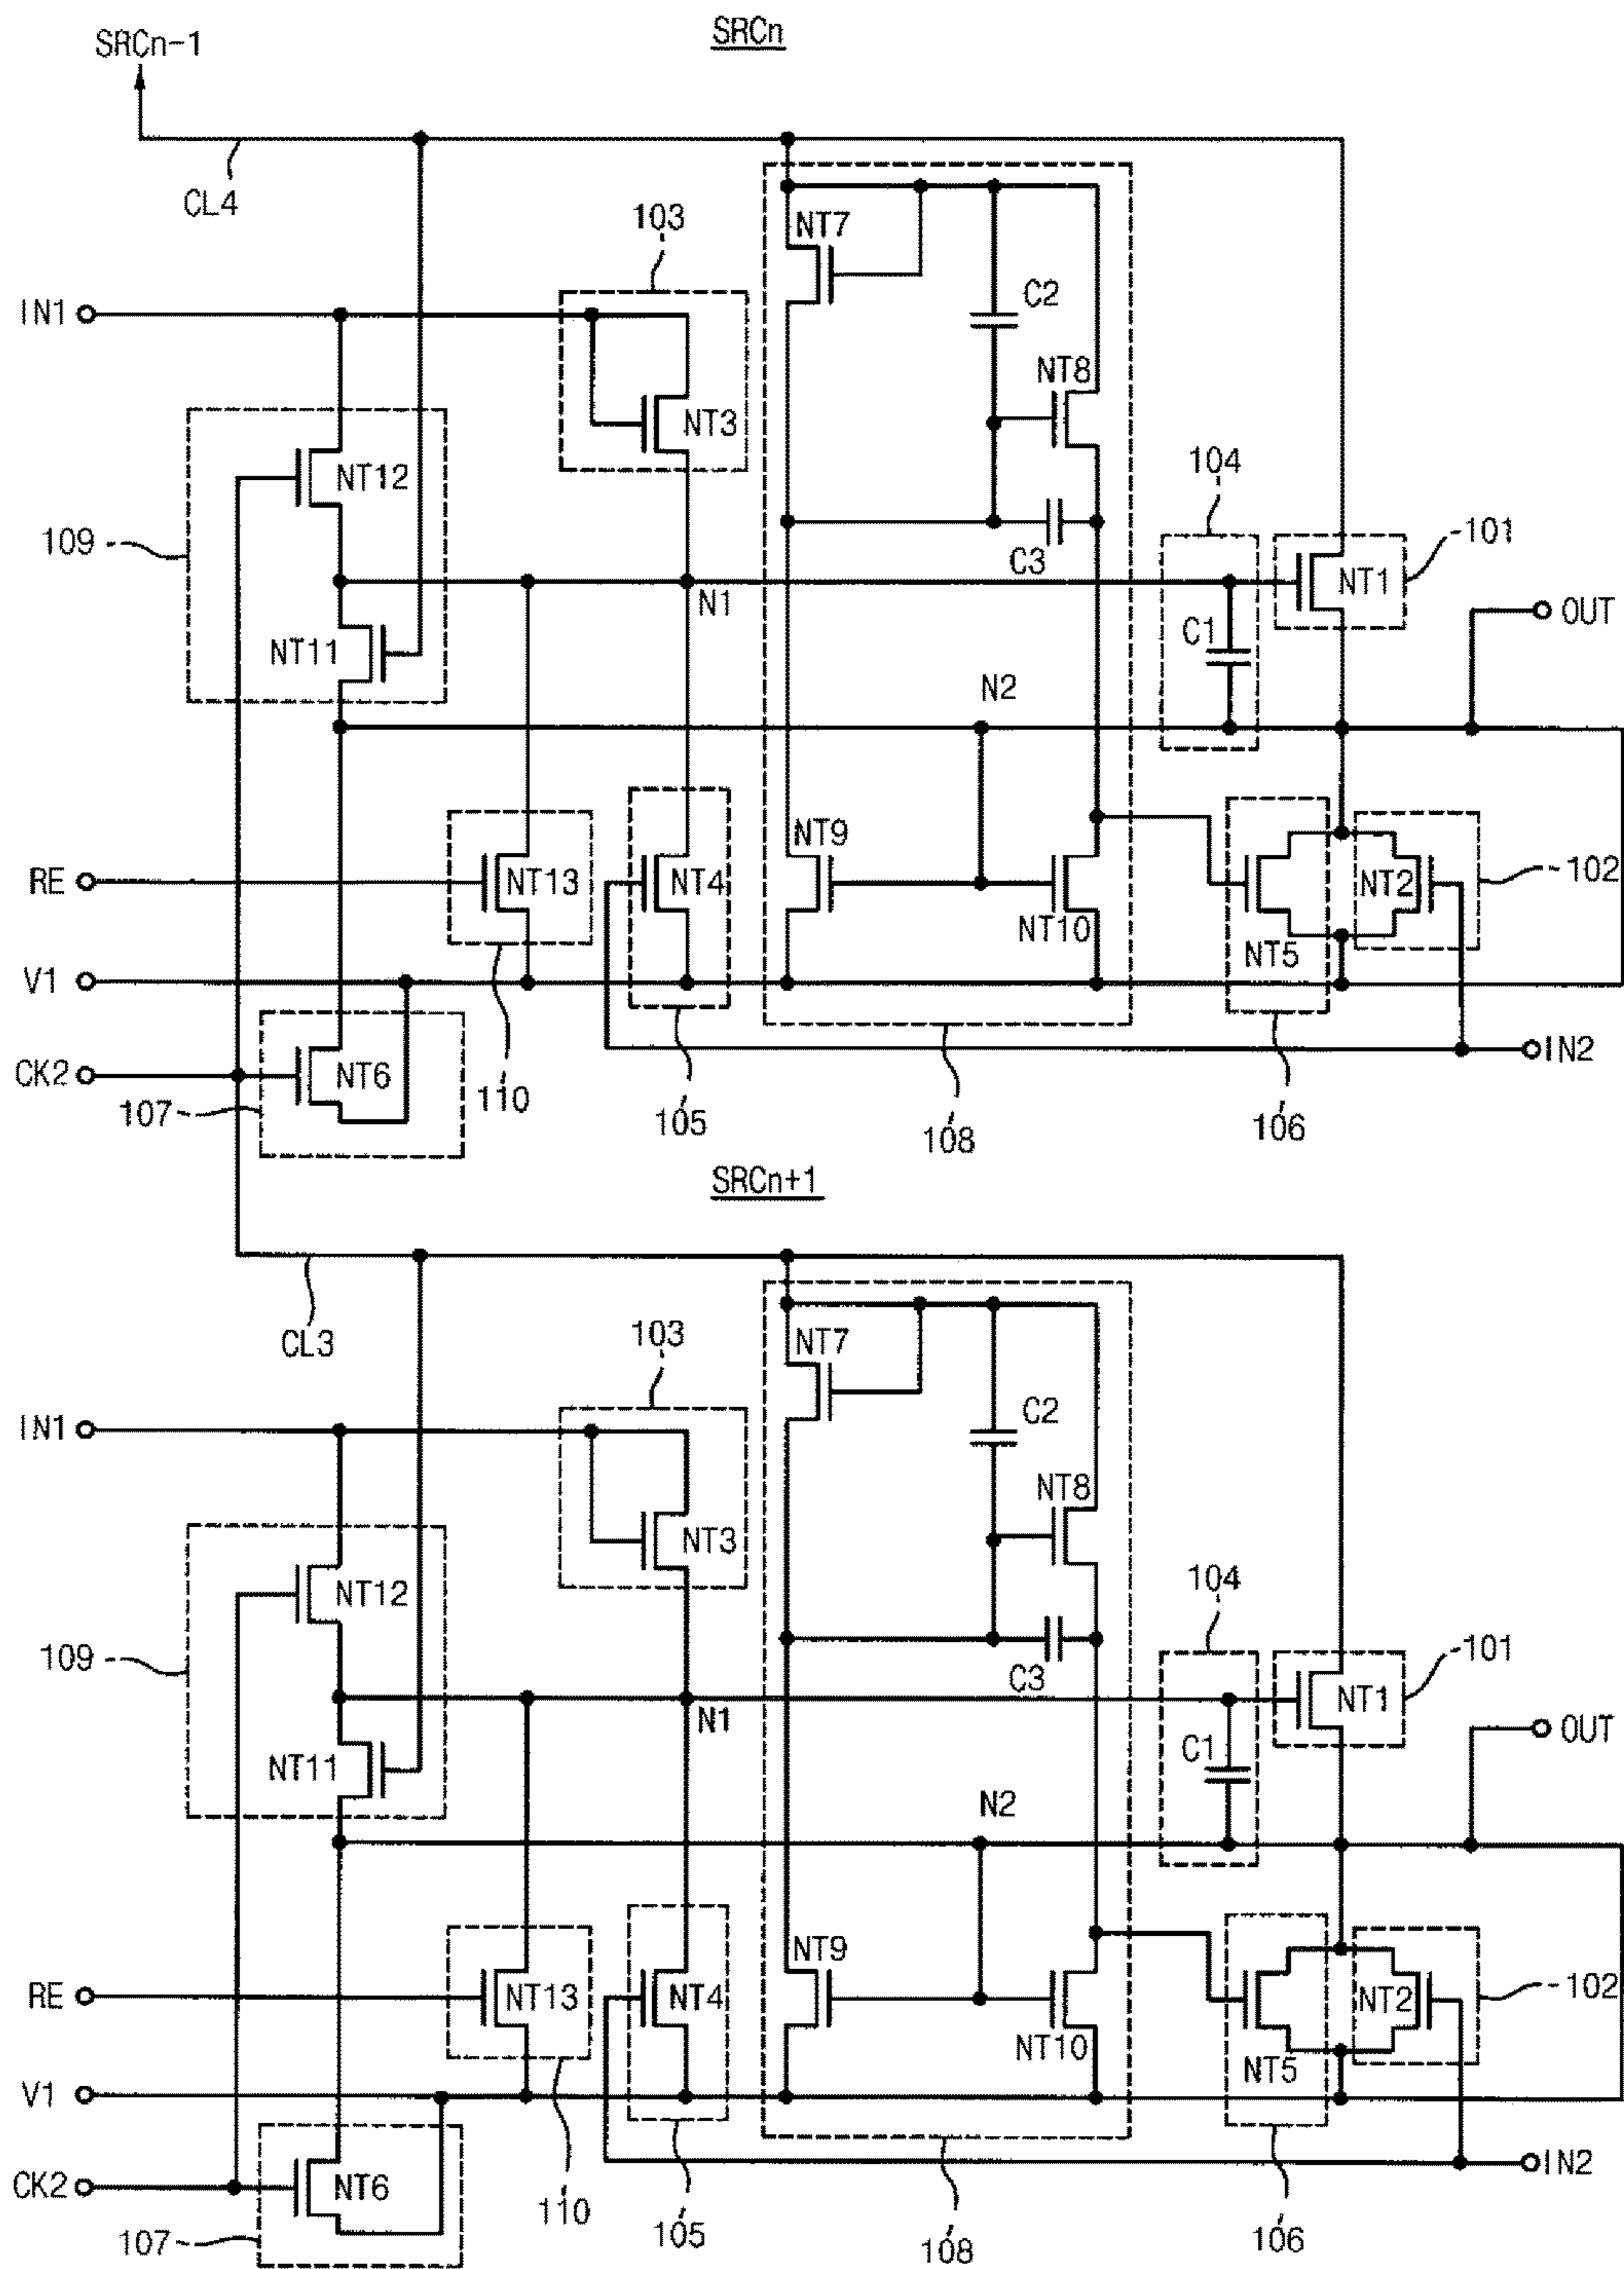 SRCn
SRCn-1
CL4
103
NT7
IN1
C2
NT8
NT3
NT12
104
109
101
C3
NT1
N1
OUT
C1
NT11
N2
NT9
RE
NT13
NT4
NT2
102
NT10
NT5
V1
IN2
CK2
NT6
110
107
105
106
108
SRCn+1
103
CL3
NT7
IN1
C2
NT8
NT3
104
NT12
101
109
C3
NT1
N1
OUT
C1
NT11
N2
NT9
RE
NT13
NT4
NT2
102
NT10
NT5
V1
IN2
CK2
NT6
110
105
106
107
108